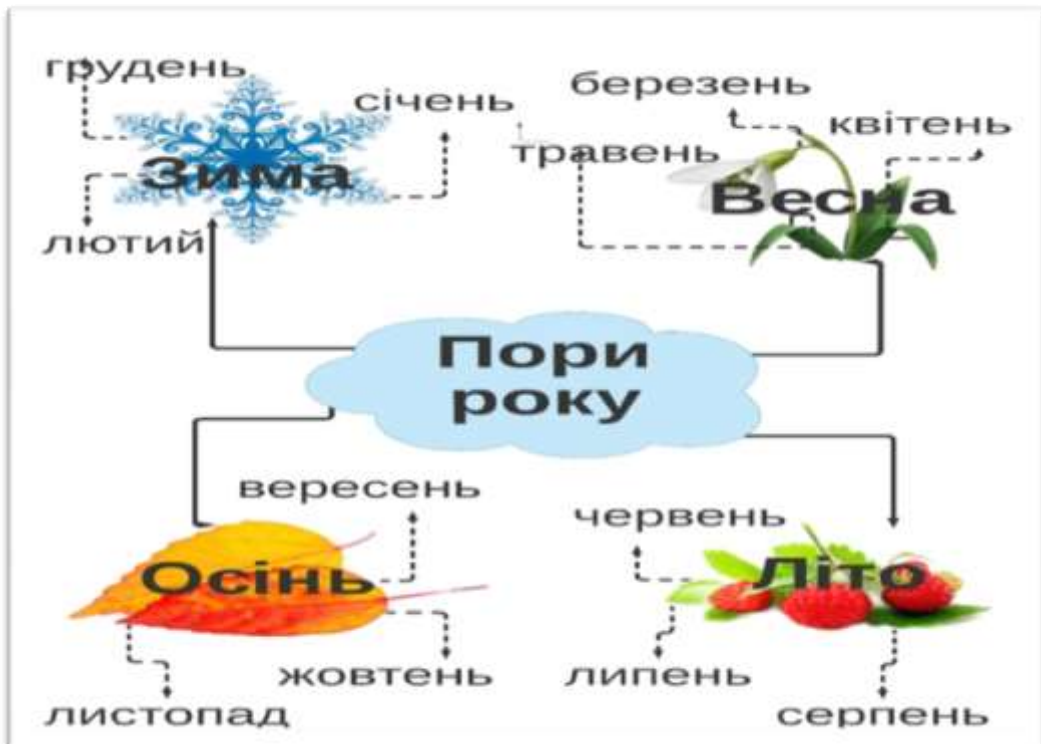 грудень
січень
Зима
лютий
березень
квітень
травень
Весна
Пори
року
вересень
Осінь
жовтень
листопад
червень
Літо
липень
серпень